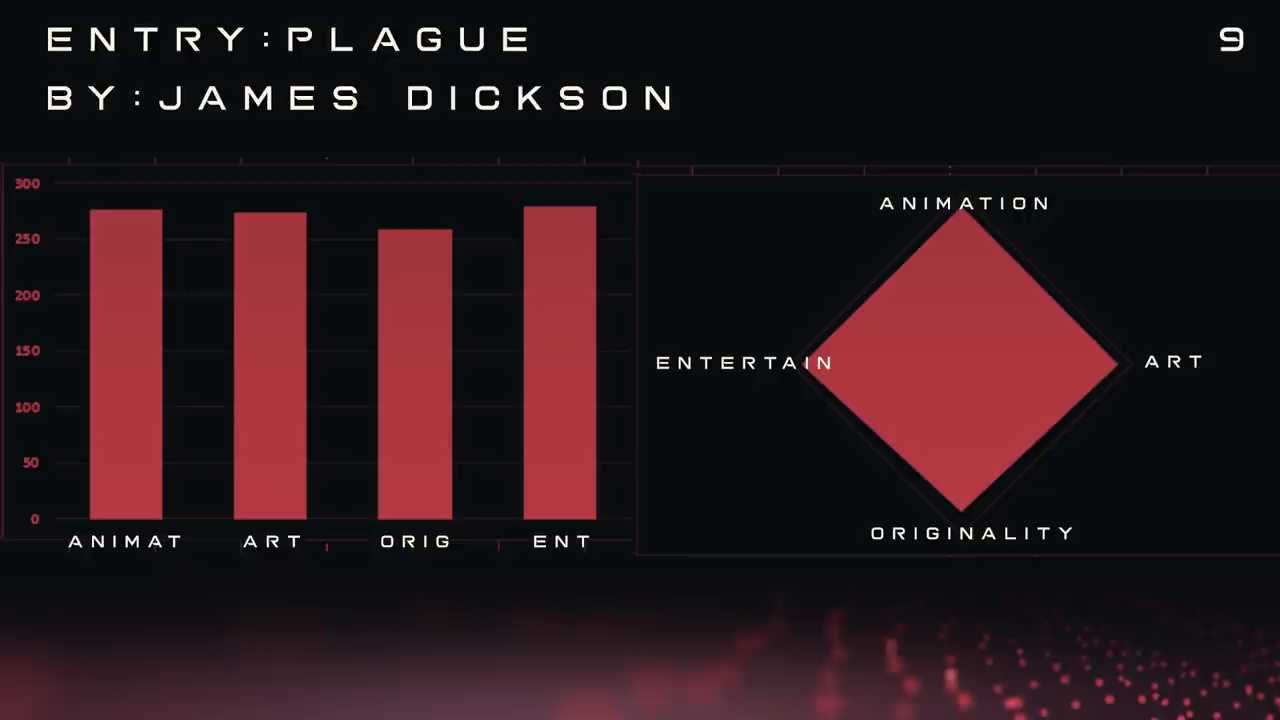 ENTRY:PLAGUE
9
BY:JAMES DICKSON
300
250
200
150
100
50
0
ANIMAT ART ORIG ENT
ANIMATION
ENTERTAIN
ART
ORIGINALITY